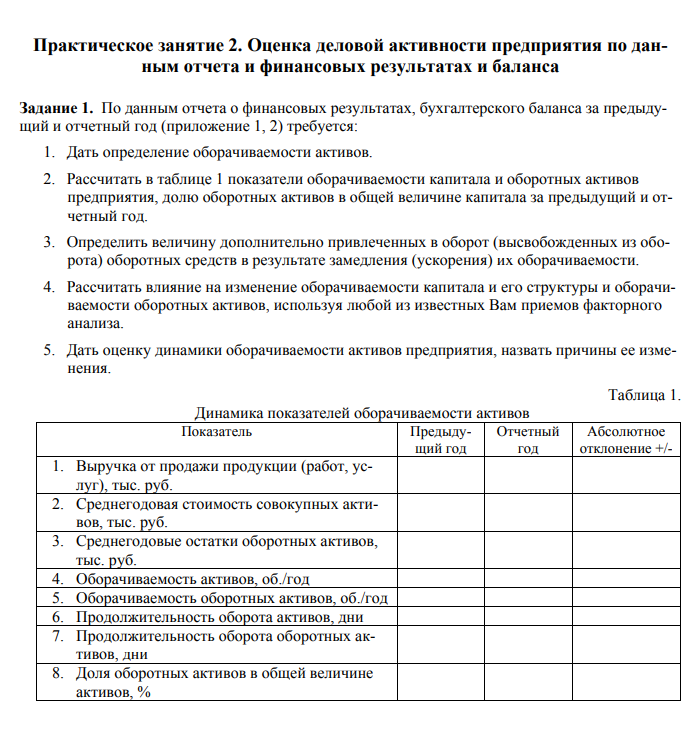 Практическое занятие 2. Оценка деловой активности предприятия по дан-
ным отчета и финансовых результатах и баланса
Задание 1. По данным отчета о финансовых результатах, бухгалтерского баланса за предыду-
щий и отчетный год (приложение 1, 2) требуется:
1. Дать определение оборачиваемости активов.
2. Рассчитать в таблице 1 показатели оборачиваемости капитала и оборотных активов
предприятия, долю оборотных активов в общей величине капитала за предыдущий и от-
четный год.
3. Определить величину дополнительно привлеченных в оборот (высвобожденных из обо-
рота) оборотных средств в результате замедления (ускорения) их оборачиваемости.
4. Рассчитать влияние на изменение оборачиваемости капитала и его структуры и оборачи-
ваемости оборотных активов, используя любой из известных Вам приемов факторного
анализа.
5. Дать оценку динамики оборачиваемости активов предприятия, назвать причины ее изме-
нения.
Таблица 1.
Динамика показателей оборачиваемости активов
Показатель Предыду- Отчетный Абсолютное
щий год год отклонение +/-
1. Выручка от продажи продукции (работ, ус-
луг), тыс. руб.
2. Среднегодовая стоимость совокупных акти-
вов, тыс. руб.
3. Среднегодовые остатки оборотных активов,
тыс. руб.
4. Оборачиваемость активов, об./год
5. Оборачиваемость оборотных активов, об./год
6. Продолжительность оборота активов, дни
7. Продолжительность оборота оборотных ак-
тивов, дни
8. Доля оборотных активов в общей величине
активов, %